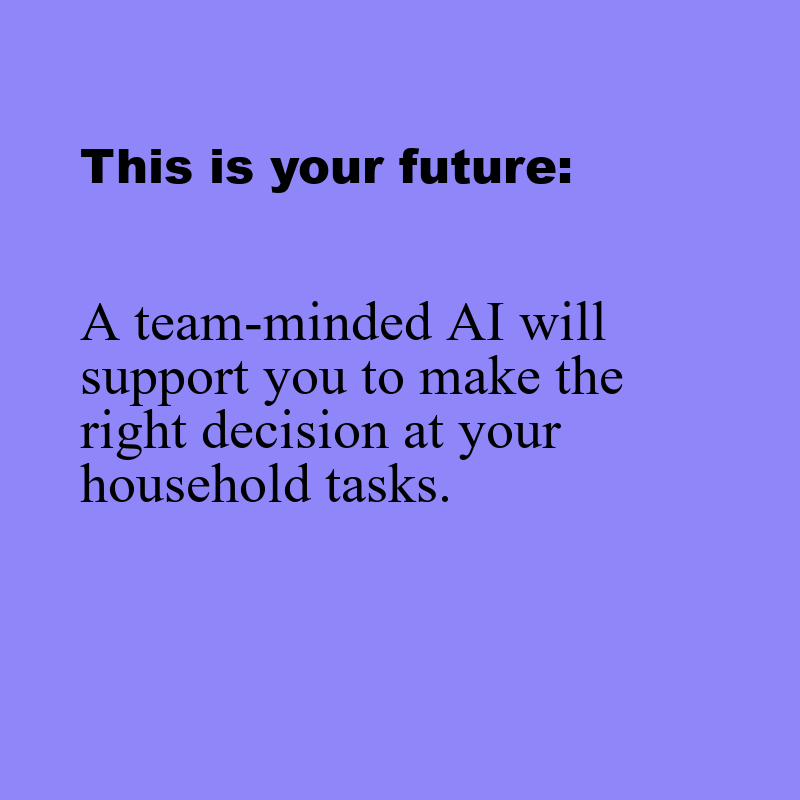 This is your future:
A team-minded AI will
support you to make the
right decision at your
household tasks.